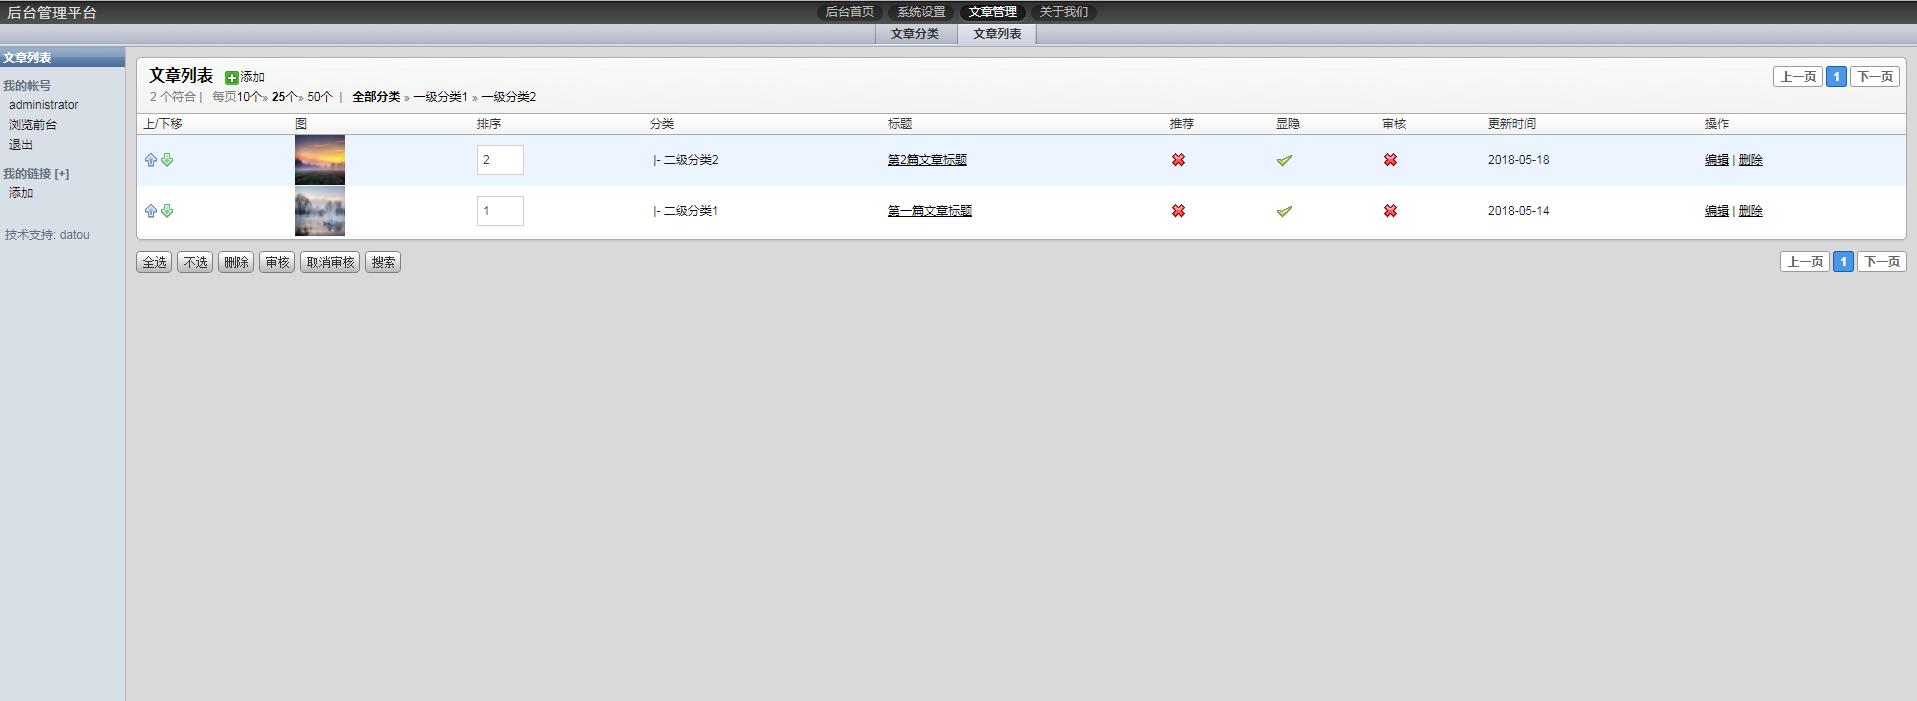 后台管理平台 后台首页 系统设置 文章管理 关于我们
文章分类 文章列表
文章列表
我的帐号
administrator
浏览前台
退出
我的链接 [+]
添加
技术支持: datou
文章列表 添加 上一页 1 下一页
2 个符合 | 每页10个» 25个» 50个 | 全部分类 » 一级分类1 » 一级分类2
上/下移 图 排序 分类 标题 推荐 显隐 审核 更新时间 操作
2 |- 二级分类2 第2篇文章标题 2018-05-18 编辑 | 删除
1 |- 二级分类1 第一篇文章标题 2018-05-14 编辑 | 删除
全选 不选 删除 审核 取消审核 搜索 上一页 1 下一页